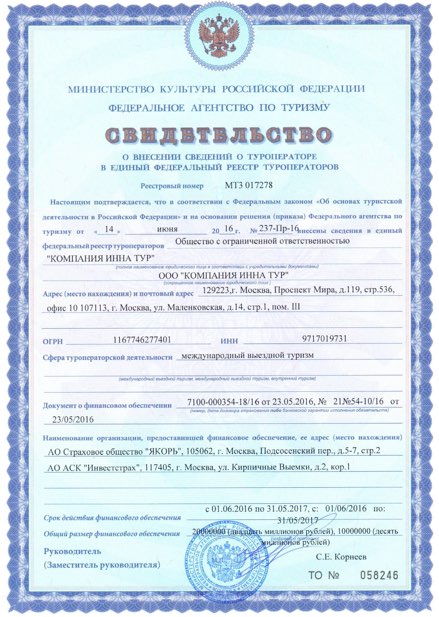 МИНИСТЕРСТВО КУЛЬТУРЫ РОССИЙСКОЙ ФЕДЕРАЦИИ
ФЕДЕРАЛЬНОЕ АГЕНТСТВО ПО ТУРИЗМУ
СВИДЕТЕЛЬСТВО
О ВНЕСЕНИИ СВЕДЕНИЙ О ТУРОПЕРАТОРЕ
В ЕДИНЫЙ ФЕДЕРАЛЬНЫЙ РЕЕСТР ТУРОПЕРАТОРОВ
Реестровый номер МТ3 017278
Настоящим подтверждается, что в соответствии с Федеральным законом «Об основах туристской
деятельности в Российской Федерации» и на основании решения (приказа) Федерального агентства по
туризму от «14» июня 2016г. №237-Пр-16внесены сведения в единый
федеральный реестр туроператоров Общество с ограниченной ответственностью
"КОМПАНИЯ ИННА ТУР"
(полное наименование юридического лица в соответствии с учредительными документами)
ООО "КОМПАНИЯ ИННА ТУР"
(сокращенное наименование юридического лица)
Адрес (место нахождения) и почтовый адрес 129223,г. Москва, Проспект Мира, д.119, стр.536,
офис 10 107113, г. Москва, ул. Маленковская, д.14, стр.1, пом. III
ОГРН 1167746277401 ИНН 9717019731
Сфера туроператорской деятельности международный выездной туризм
(международный въездной туризм, международный выездной туризм, внутренний туризм)
Документ о финансовом обеспечении 7100-000354-18/16 от 23.05.2016, № 21№54-10/16 от
(номер, дата договора страхования либо банковской гарантии исполнения обязательств)
23/05/2016
Наименование организации, предоставившей финансовое обеспечение, ее адрес (место нахождения)
АО Страховое общество "ЯКОРЬ", 105062, г. Москва, Подсосенский пер., д.5-7, стр.2
АО АСК "Инвестстрах", 117405, г. Москва, ул. Кирпичные Выемки, д.2, кор.1
с 01.06.2016 по 31.05.2017, с: 01/06/2016 по:
Срок действия финансового обеспечения 31/05/2017
Общий размер финансового обеспечения 20000000 (двадцать миллионов рублей), 10000000 (десять
миллионов рублей)
Руководитель
(Заместитель руководителя) С.Е. Корнеев
ТО № 058246